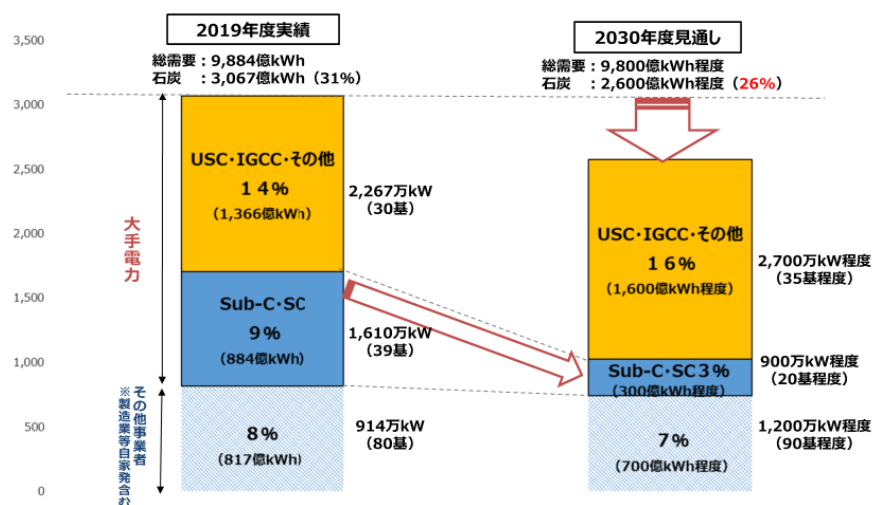 2019年度実績
総需要：9,884億kWh
石炭　：3,067億kWh（31%）
2030年度見通し
総需要：9,800億kWh程度
石炭　：2,600億kWh程度（26%）
3,500
3,000
2,500
2,000
1,500
1,000
500
0
大手電力
その他事業者
※製造業等自家発含む
USC・IGCC・その他
14%
(1,366億kWh)
2,267万kW
（30基）
Sub-C・SC
9%
(884億kWh)
1,610万kW
（39基）
8%
(817億kWh)
914万kW
（80基）
USC・IGCC・その他
16%
(1,600億kWh程度)
2,700万kW程度
（35基程度）
Sub-C・SC3%
(300億kWh程度)
900万kW程度
（20基程度）
7%
(700億kWh程度)
1,200万kW程度
（90基程度）